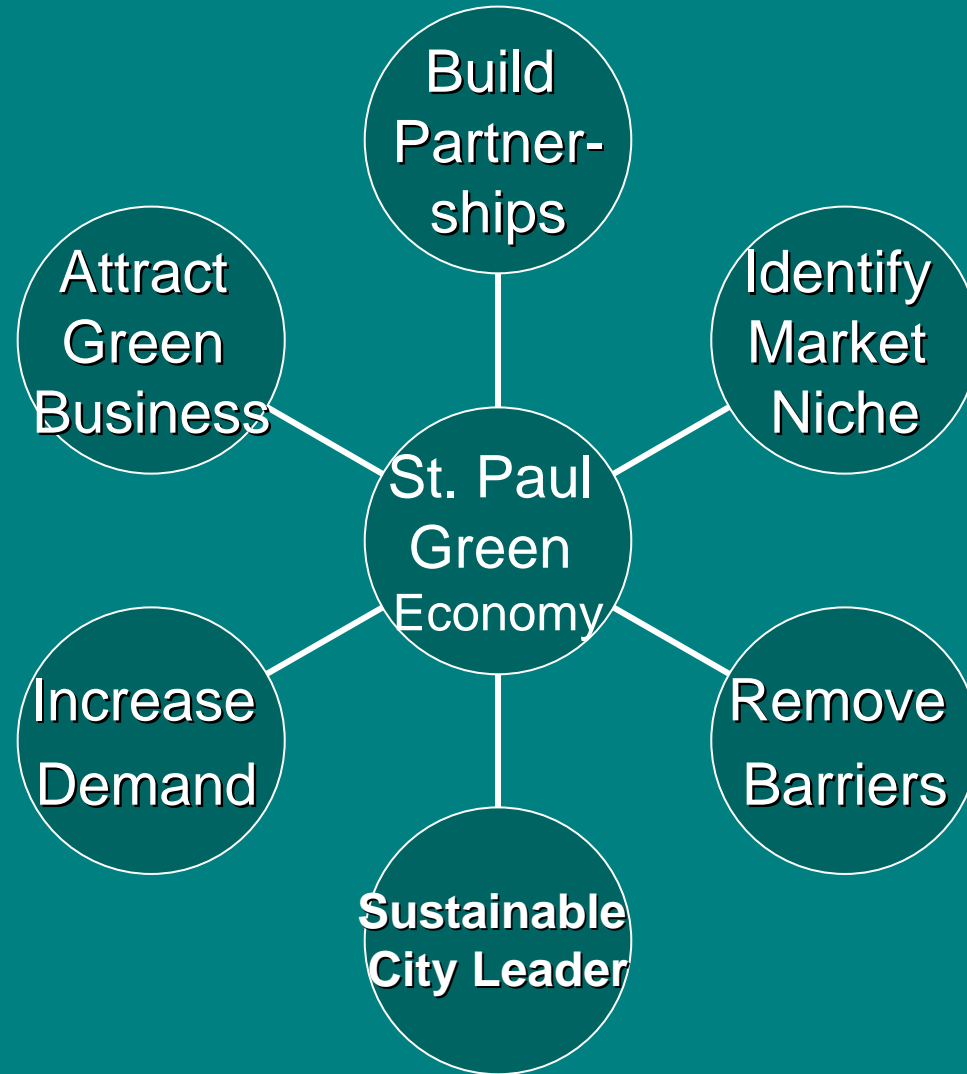 Build
Partner-
ships
Attract
Green
Business
Identify
Market
Niche
St. Paul
Green
Economy
Increase
Demand
Remove
Barriers
Sustainable
City Leader